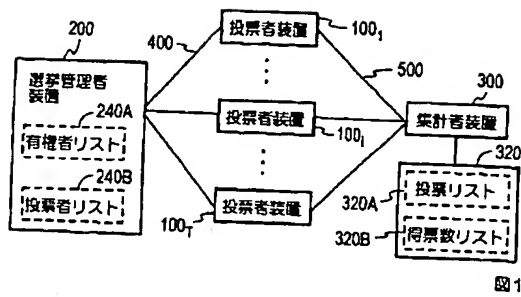 200
400
投票者装置
100₁
500
選挙管理者
装置
240A
有権者リスト
240B
投票者リスト
投票者装置
100ᵢ
300
集計者装置
320
320A
投票リスト
320B
得票数リスト
投票者装置
100T
図1